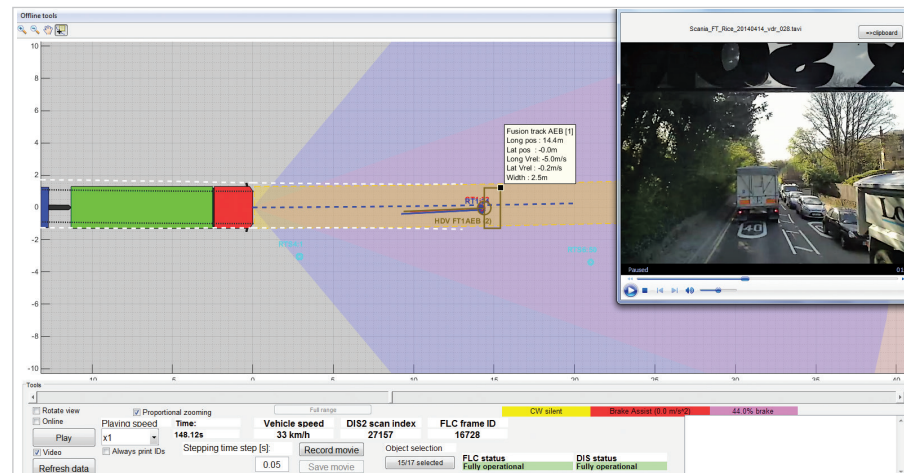 Offline tools
10
8
6
4
2
0
-2
-4
-6
-8
-10
10
5
0
5
10
15
20
25
30
35
40
Fusion track AEB [1]
Long pos : 14.4m
Lat pos : -0.0m
Long Vrel: -5.0m/s
Lat Vrel : -0.2m/s
Width : 2.5m
HDV FT1AEB (2)
Scania_FT_Rice_20140414_vdr_028.tavi
=>clipboard
40
Paused
01
Tools
Rotate view
Proportional zooming
Full range
CW silent
Brake Assist (0.0 m/s^2)
44.0% brake
Online
Playing speed
Time:
Vehicle speed
DIS2 scan index
FLC frame ID
Play
x1
148.12s
33 km/h
27157
16728
Video
Always print IDs
Stepping time step [s]:
Record movie
Object selection
Refresh data
0.05
Save movie
15/17 selected
FLC status
Fully operational
DIS status
Fully operational